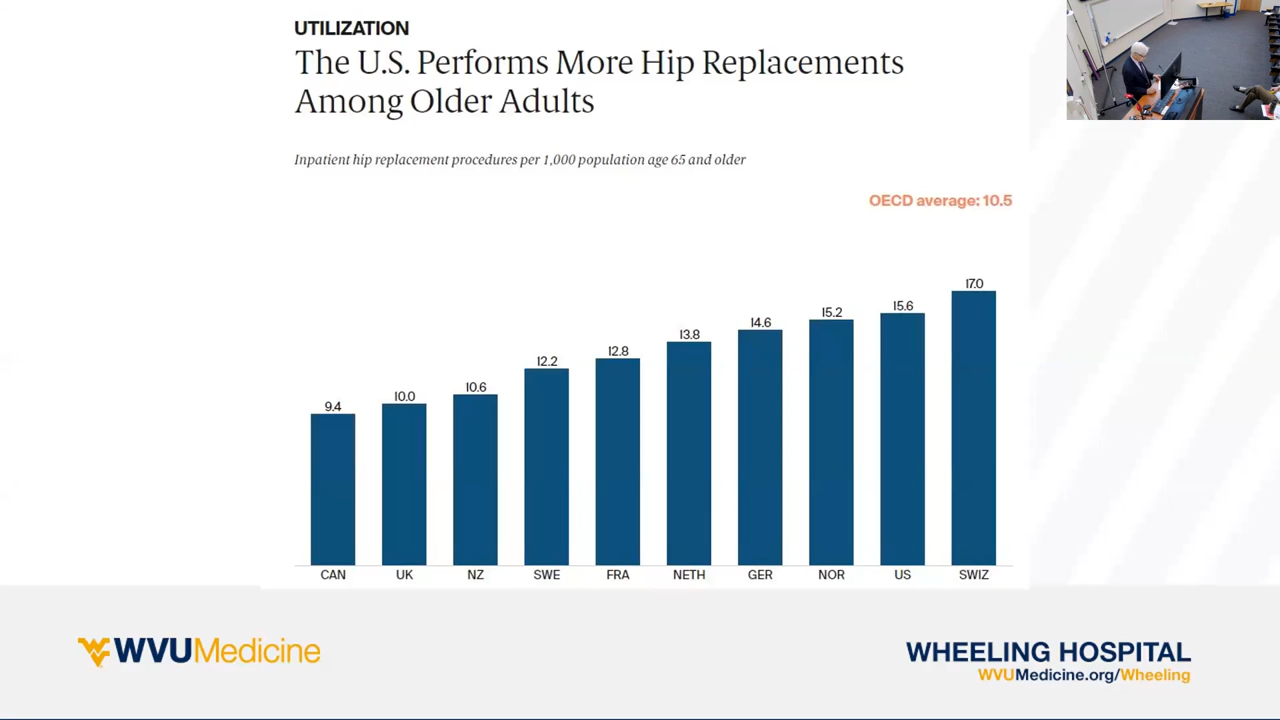 UTILIZATION
The U.S. Performs More Hip Replacements
Among Older Adults
Inpatient hip replacement procedures per 1,000 population age 65 and older
OECD average: 10.5
9.4
10.0
10.6
12.2
12.8
13.8
14.6
15.2
15.6
17.0
CAN UK NZ SWE FRA NETH GER NOR US SWIZ
WVUMedicine
WHEELING HOSPITAL
WVUMedicine.org/Wheeling